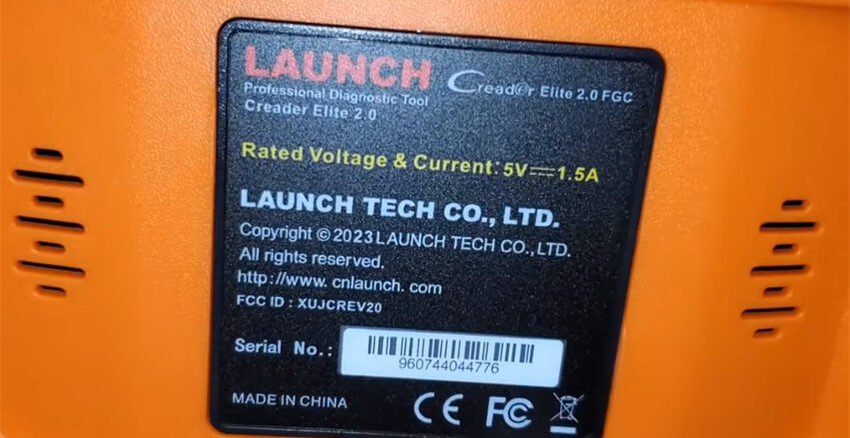 LAUNCH
Creader Elite 2.0 FGC
Professional Diagnostic Tool
Creader Elite 2.0
Rated Voltage & Current: 5V⎓1.5A
LAUNCH TECH CO., LTD.
Copyright © 2023 LAUNCH TECH CO., LTD.
All rights reserved.
http://www. cnlaunch. com
FCC ID : XUJCREV20
Serial No.:
960744044776
MADE IN CHINA
CE FC